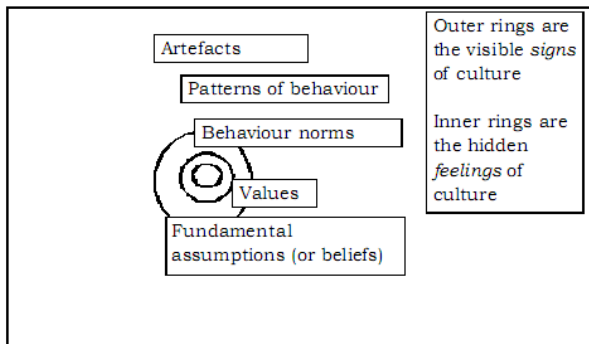 Artefacts
Patterns of behaviour
Behaviour norms
Values
Fundamental
assumptions (or beliefs)
Outer rings are
the visible signs
of culture
Inner rings are
the hidden
feelings of
culture